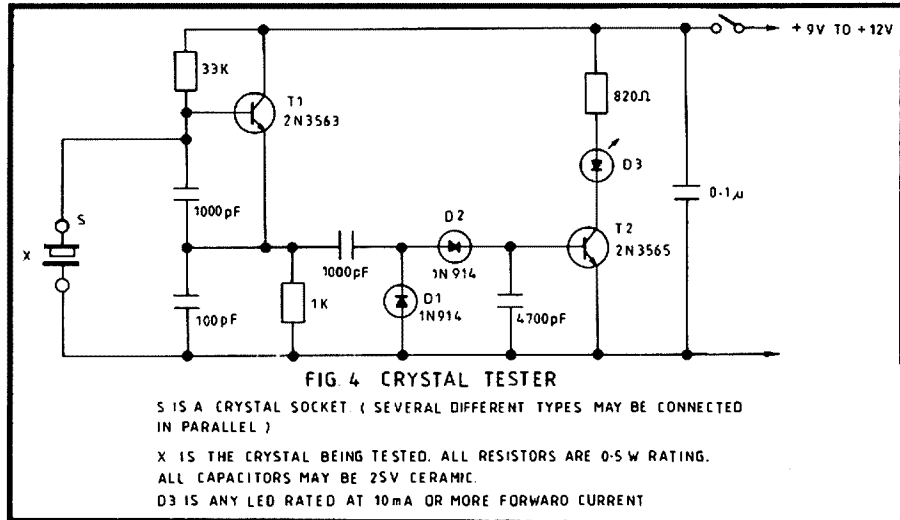 +9V TO +12V
33K
T1
2N3563
820Ω
D3
0·1µ
1000pF
S
X
D2
T2
2N3565
1000pF
1N914
D1
1N914
1K
100pF
4700pF
FIG. 4 CRYSTAL TESTER
S IS A CRYSTAL SOCKET. ( SEVERAL DIFFERENT TYPES MAY BE CONNECTED
IN PARALLEL )
X IS THE CRYSTAL BEING TESTED. ALL RESISTORS ARE 0·5 W RATING.
ALL CAPACITORS MAY BE 25V CERAMIC.
D3 IS ANY LED RATED AT 10mA OR MORE FORWARD CURRENT